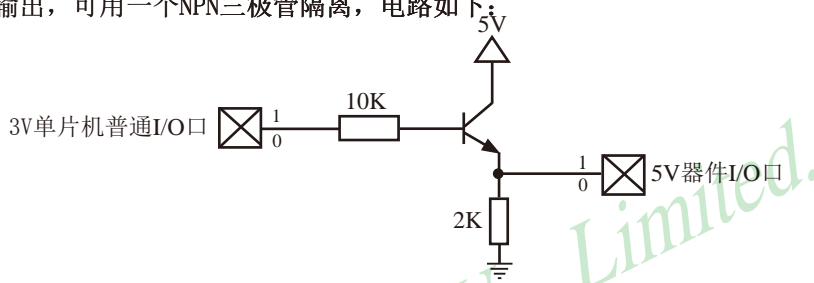 输出，可用一个NPN三极管隔离，电路如下：
5V
10K
3V单片机普通I/O口
1
0
1
0
5V器件I/O口
2K
Limited.